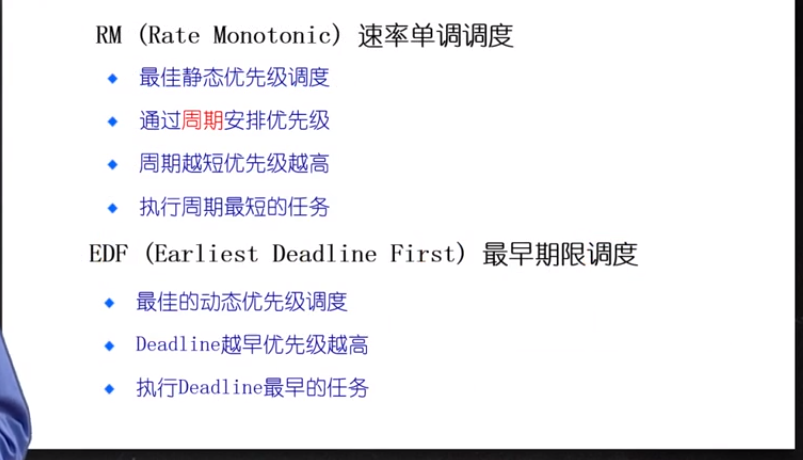 RM (Rate Monotonic) 速率单调调度
最佳静态优先级调度
通过周期安排优先级
周期越短优先级越高
执行周期最短的任务
EDF (Earliest Deadline First) 最早期限调度
最佳的动态优先级调度
Deadline越早优先级越高
执行Deadline最早的任务